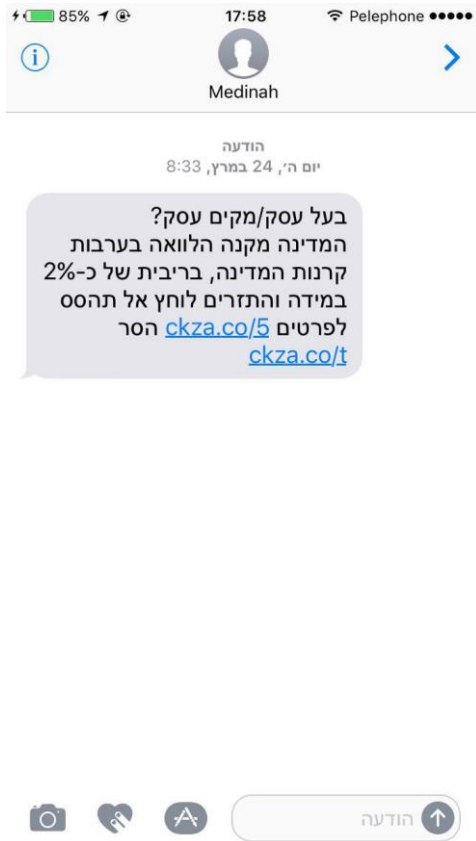 85% 17:58 Pelephone
Medinah
הודעה
יום ה׳, 24 במרץ, 8:33
בעל עסק/מקים עסק?
המדינה מקנה הלוואה בערבות
קרנות המדינה, בריבית של כ-2%
במידה והתזרים לוחץ אל תהסס
לפרטים ckza.co/5 הסר
ckza.co/t
הודעה